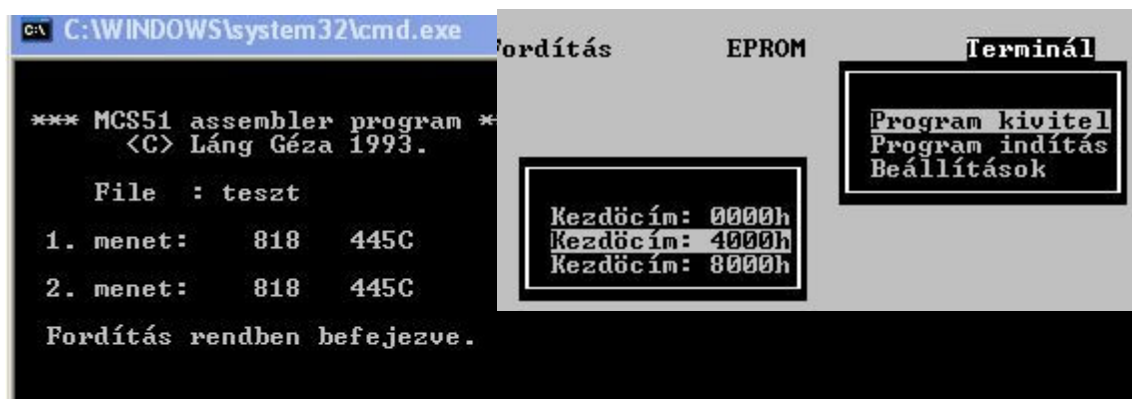 C:\WINDOWS\system32\cmd.exe
*** MCS51 assembler program *
<C> Láng Géza 1993.
File : teszt
1. menet: 818 445C
2. menet: 818 445C
Fordítás rendben befejezve.
Fordítás EPROM Terminál
Program kivitel
Program indítás
Beállítások
Kezdöcím: 0000h
Kezdöcím: 4000h
Kezdöcím: 8000h